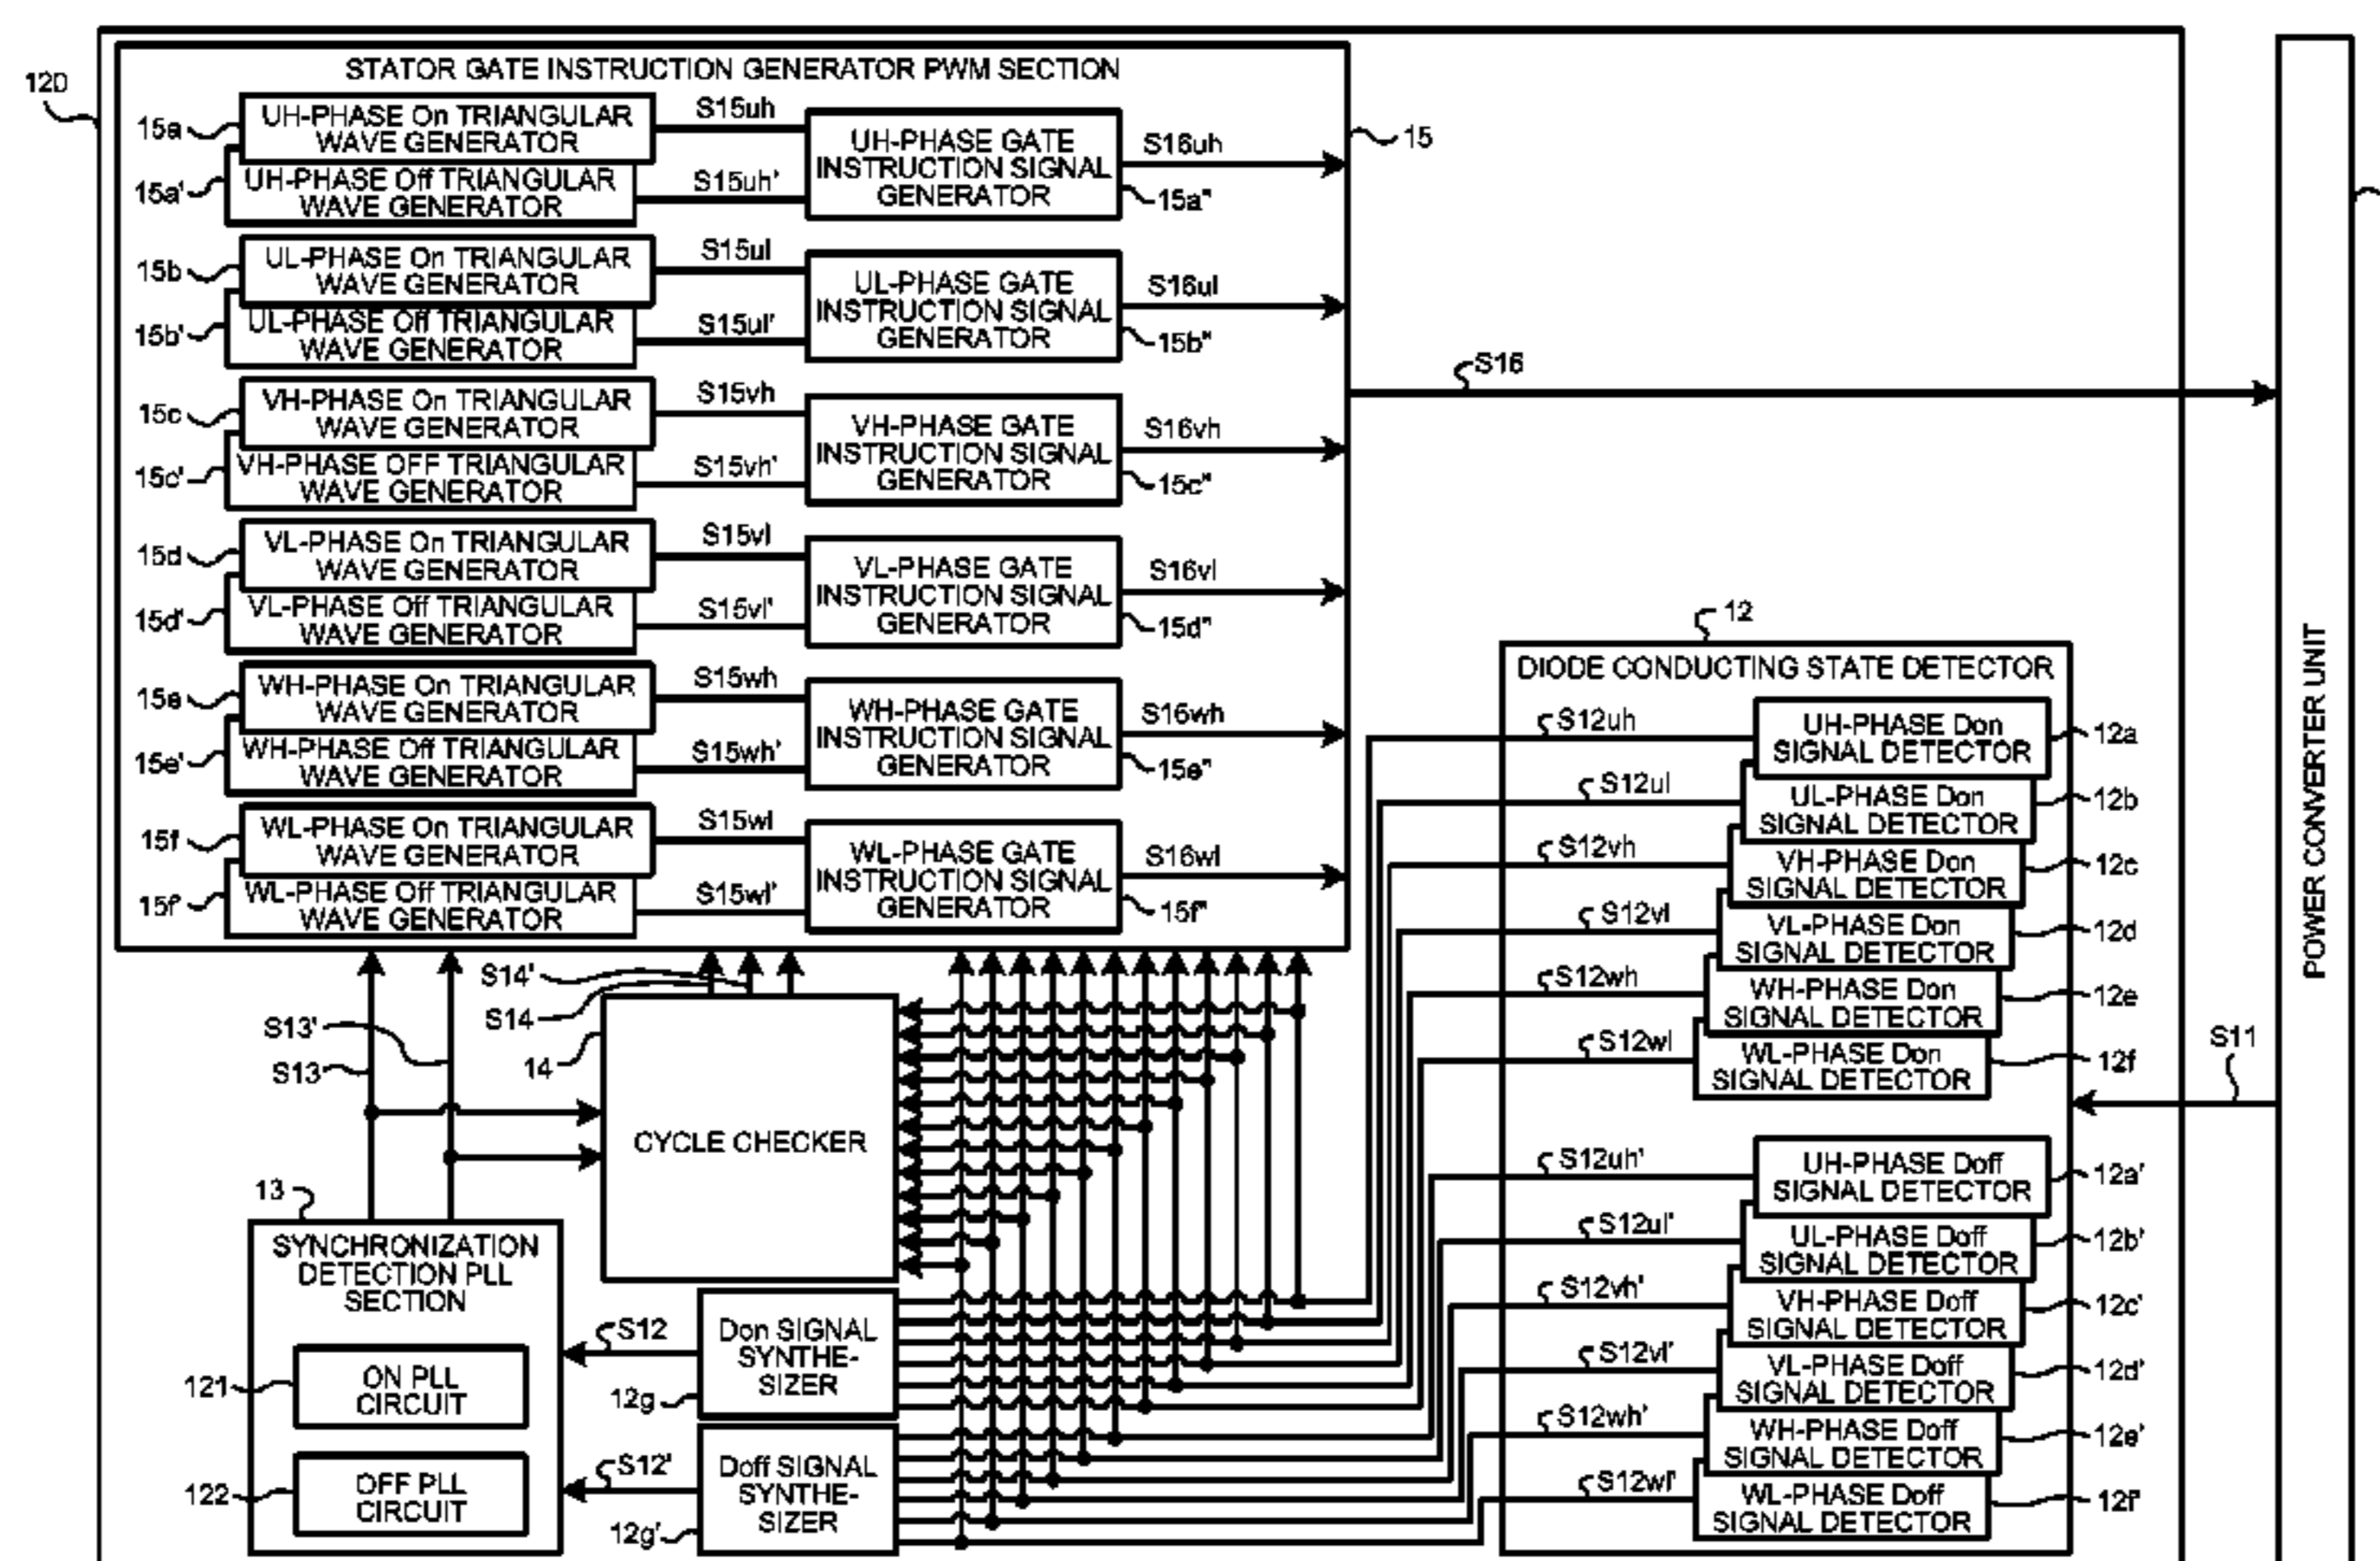 120
STATOR GATE INSTRUCTION GENERATOR PWM SECTION
15
15a
UH-PHASE On TRIANGULAR
WAVE GENERATOR
S15uh
15a'
UH-PHASE Off TRIANGULAR
WAVE GENERATOR
S15uh'
UH-PHASE GATE
INSTRUCTION SIGNAL
GENERATOR
S16uh
15a"
15b
UL-PHASE On TRIANGULAR
WAVE GENERATOR
S15ul
15b'
UL-PHASE Off TRIANGULAR
WAVE GENERATOR
S15ul'
UL-PHASE GATE
INSTRUCTION SIGNAL
GENERATOR
S16ul
15b"
15c
VH-PHASE On TRIANGULAR
WAVE GENERATOR
S15vh
15c'
VH-PHASE OFF TRIANGULAR
WAVE GENERATOR
S15vh'
VH-PHASE GATE
INSTRUCTION SIGNAL
GENERATOR
S16vh
15c"
15d
VL-PHASE On TRIANGULAR
WAVE GENERATOR
S15vl
15d'
VL-PHASE Off TRIANGULAR
WAVE GENERATOR
S15vl'
VL-PHASE GATE
INSTRUCTION SIGNAL
GENERATOR
S16vl
15d"
15e
WH-PHASE On TRIANGULAR
WAVE GENERATOR
S15wh
15e'
WH-PHASE Off TRIANGULAR
WAVE GENERATOR
S15wh'
WH-PHASE GATE
INSTRUCTION SIGNAL
GENERATOR
S16wh
15e"
15f
WL-PHASE On TRIANGULAR
WAVE GENERATOR
S15wl
15f'
WL-PHASE Off TRIANGULAR
WAVE GENERATOR
S15wl'
WL-PHASE GATE
INSTRUCTION SIGNAL
GENERATOR
S16wl
15f"
S16
POWER CONVERTER UNIT
S11
12
DIODE CONDUCTING STATE DETECTOR
S12uh
UH-PHASE Don
SIGNAL DETECTOR
12a
S12ul
UL-PHASE Don
SIGNAL DETECTOR
12b
S12vh
VH-PHASE Don
SIGNAL DETECTOR
12c
S12vl
VL-PHASE Don
SIGNAL DETECTOR
12d
S12wh
WH-PHASE Don
SIGNAL DETECTOR
12e
S12wl
WL-PHASE Don
SIGNAL DETECTOR
12f
S12uh'
UH-PHASE Doff
SIGNAL DETECTOR
12a'
S12ul'
UL-PHASE Doff
SIGNAL DETECTOR
12b'
S12vh'
VH-PHASE Doff
SIGNAL DETECTOR
12c'
S12vl'
VL-PHASE Doff
SIGNAL DETECTOR
12d'
S12wh'
WH-PHASE Doff
SIGNAL DETECTOR
12e'
S12wl'
WL-PHASE Doff
SIGNAL DETECTOR
12f'
S14'
S14
S13'
S13
14
CYCLE CHECKER
13
SYNCHRONIZATION
DETECTION PLL
SECTION
121
ON PLL
CIRCUIT
122
OFF PLL
CIRCUIT
S12
Don SIGNAL
SYNTHE-
SIZER
12g
S12'
Doff SIGNAL
SYNTHE-
SIZER
12g'